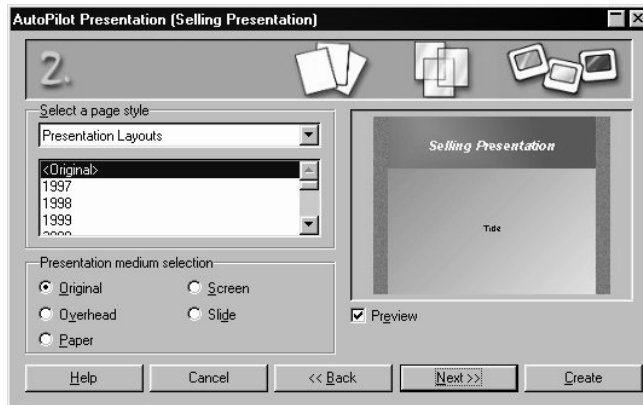 AutoPilot Presentation (Selling Presentation)
2.
Select a page style
Presentation Layouts
<Original>
1997
1998
1999
Selling Presentation
Title
Presentation medium selection
Original
Screen
Overhead
Slide
Paper
Preview
Help
Cancel
<< Back
Next >>
Create